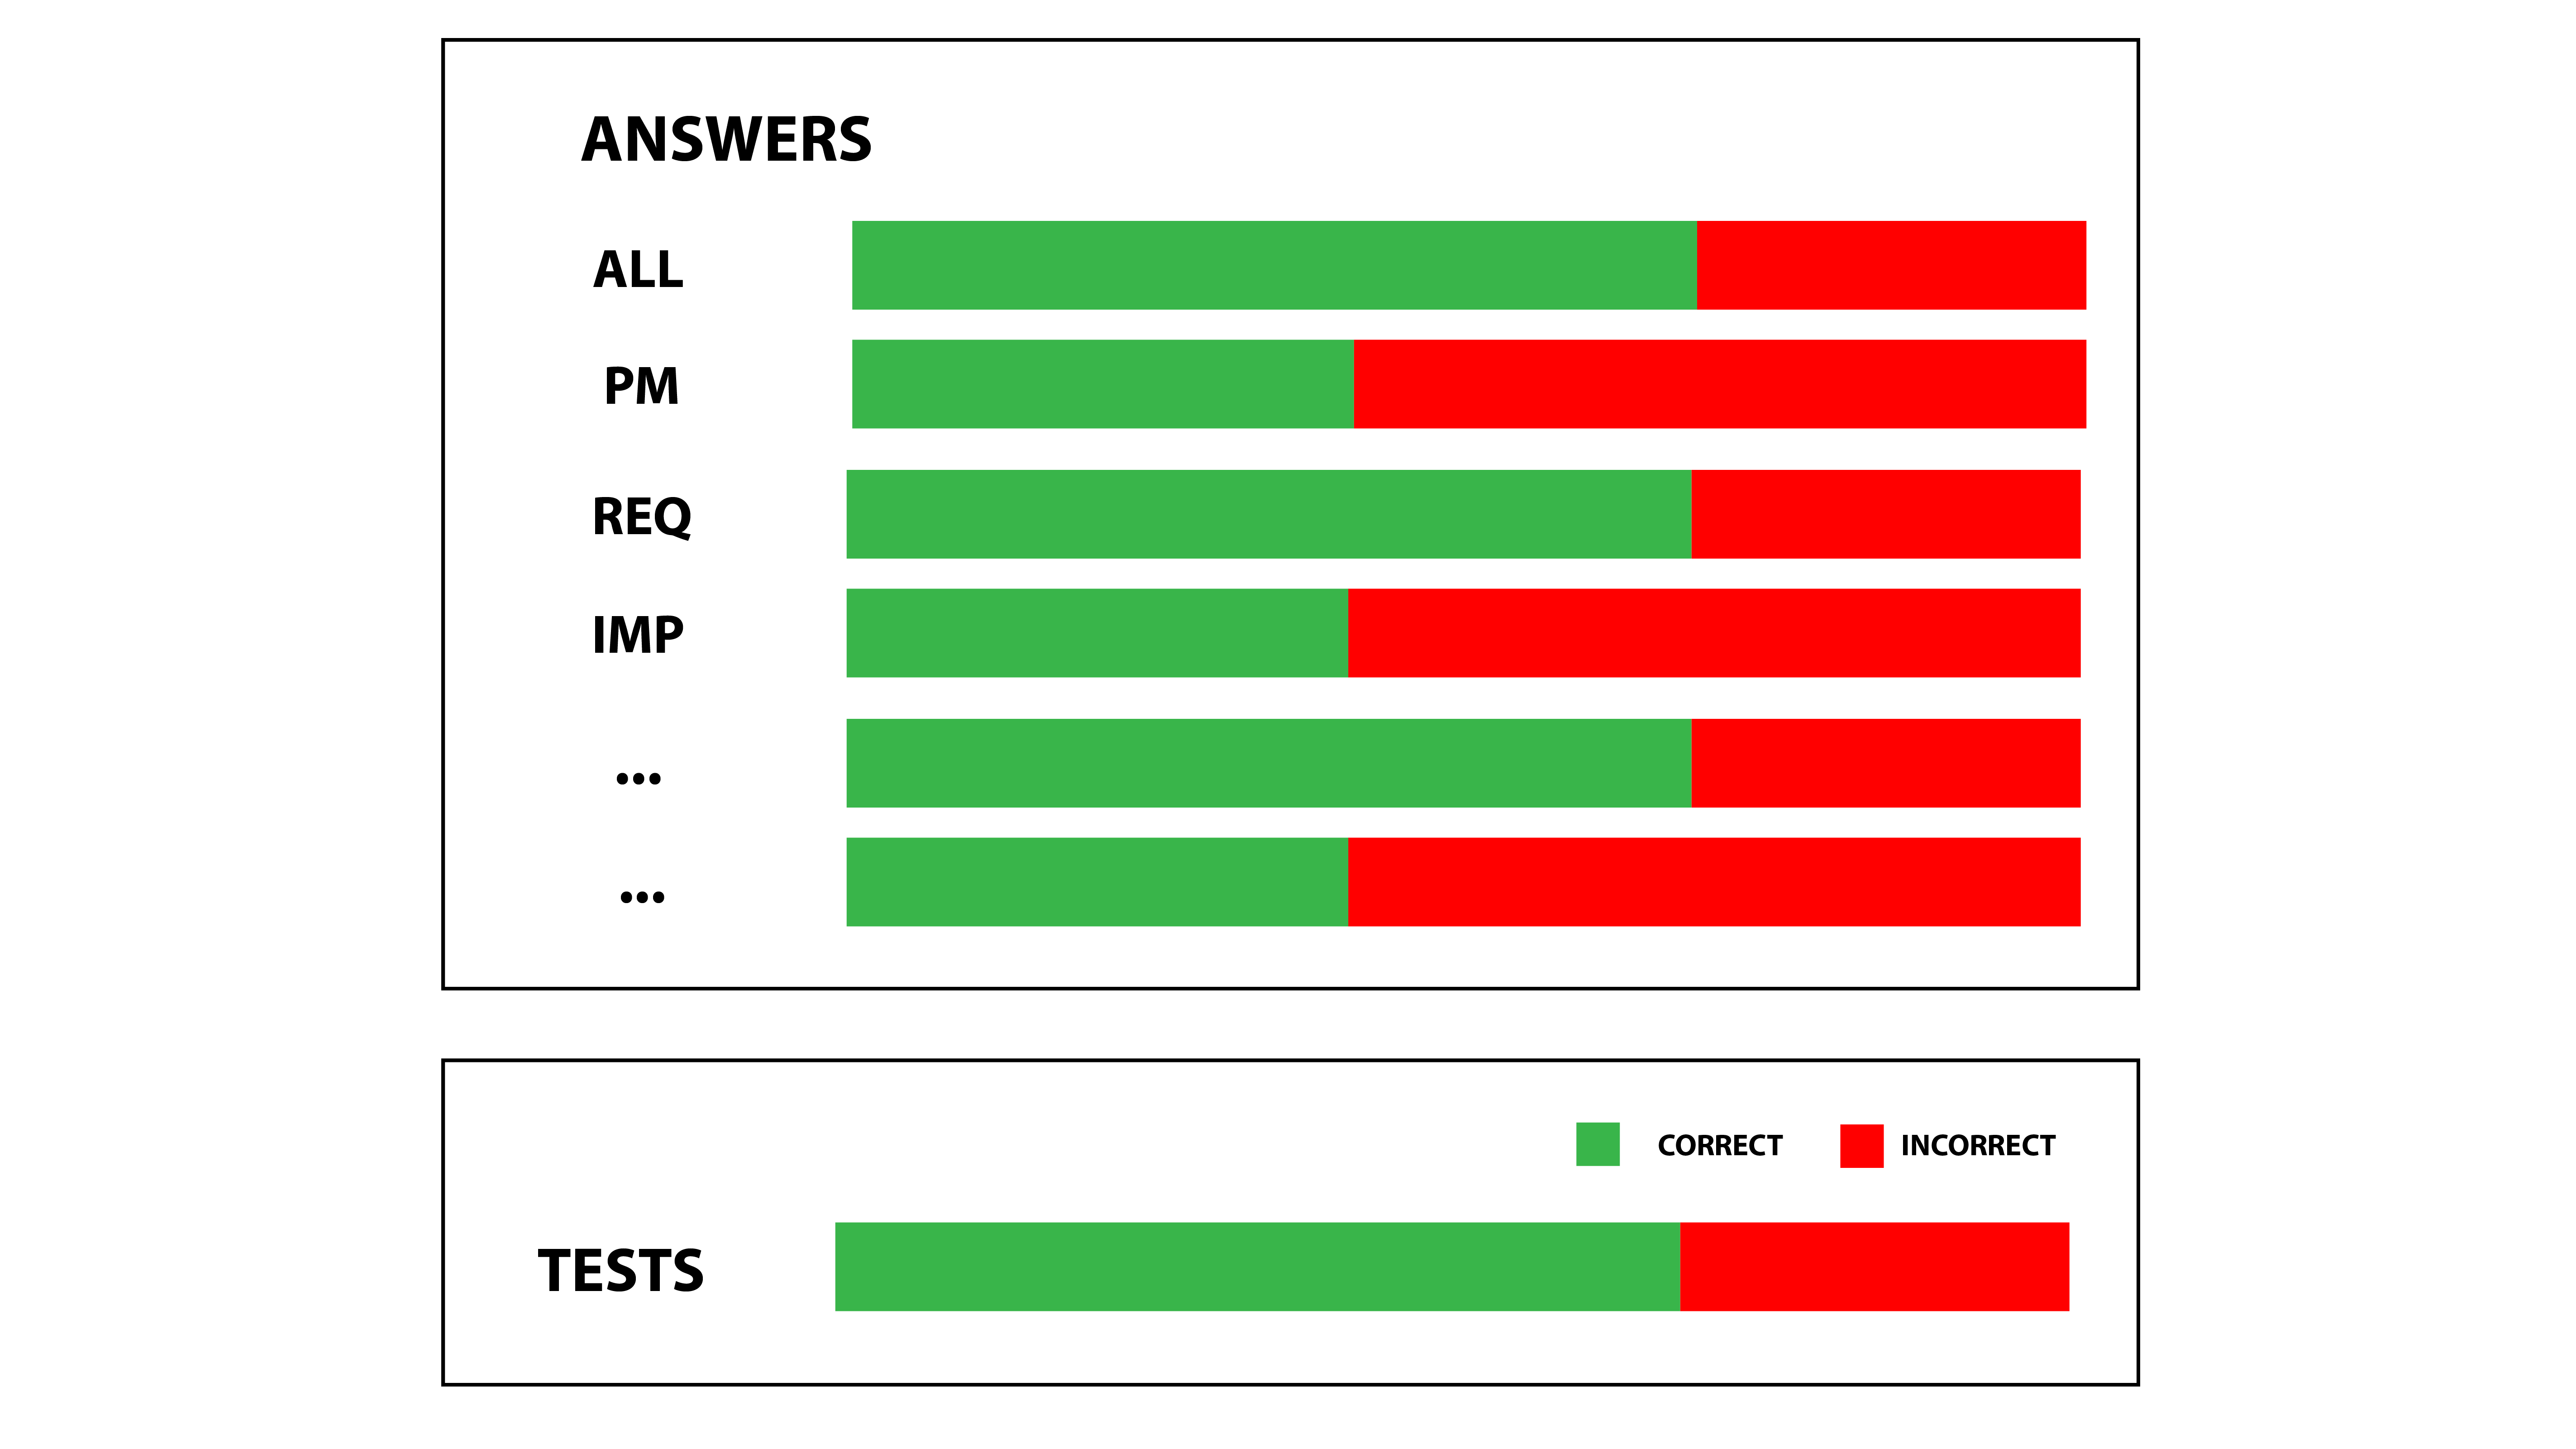 ANSWERS
ALL
PM
REQ
IMP
...
...
CORRECT INCORRECT
TESTS